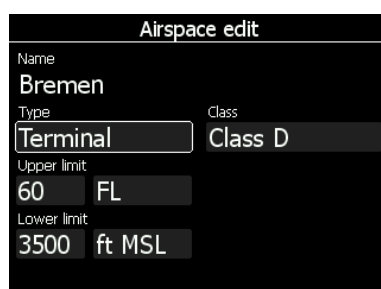 Airspace edit
Name
Bremen
Type Class
Terminal Class D
Upper limit
60 FL
Lower limit
3500 ft MSL